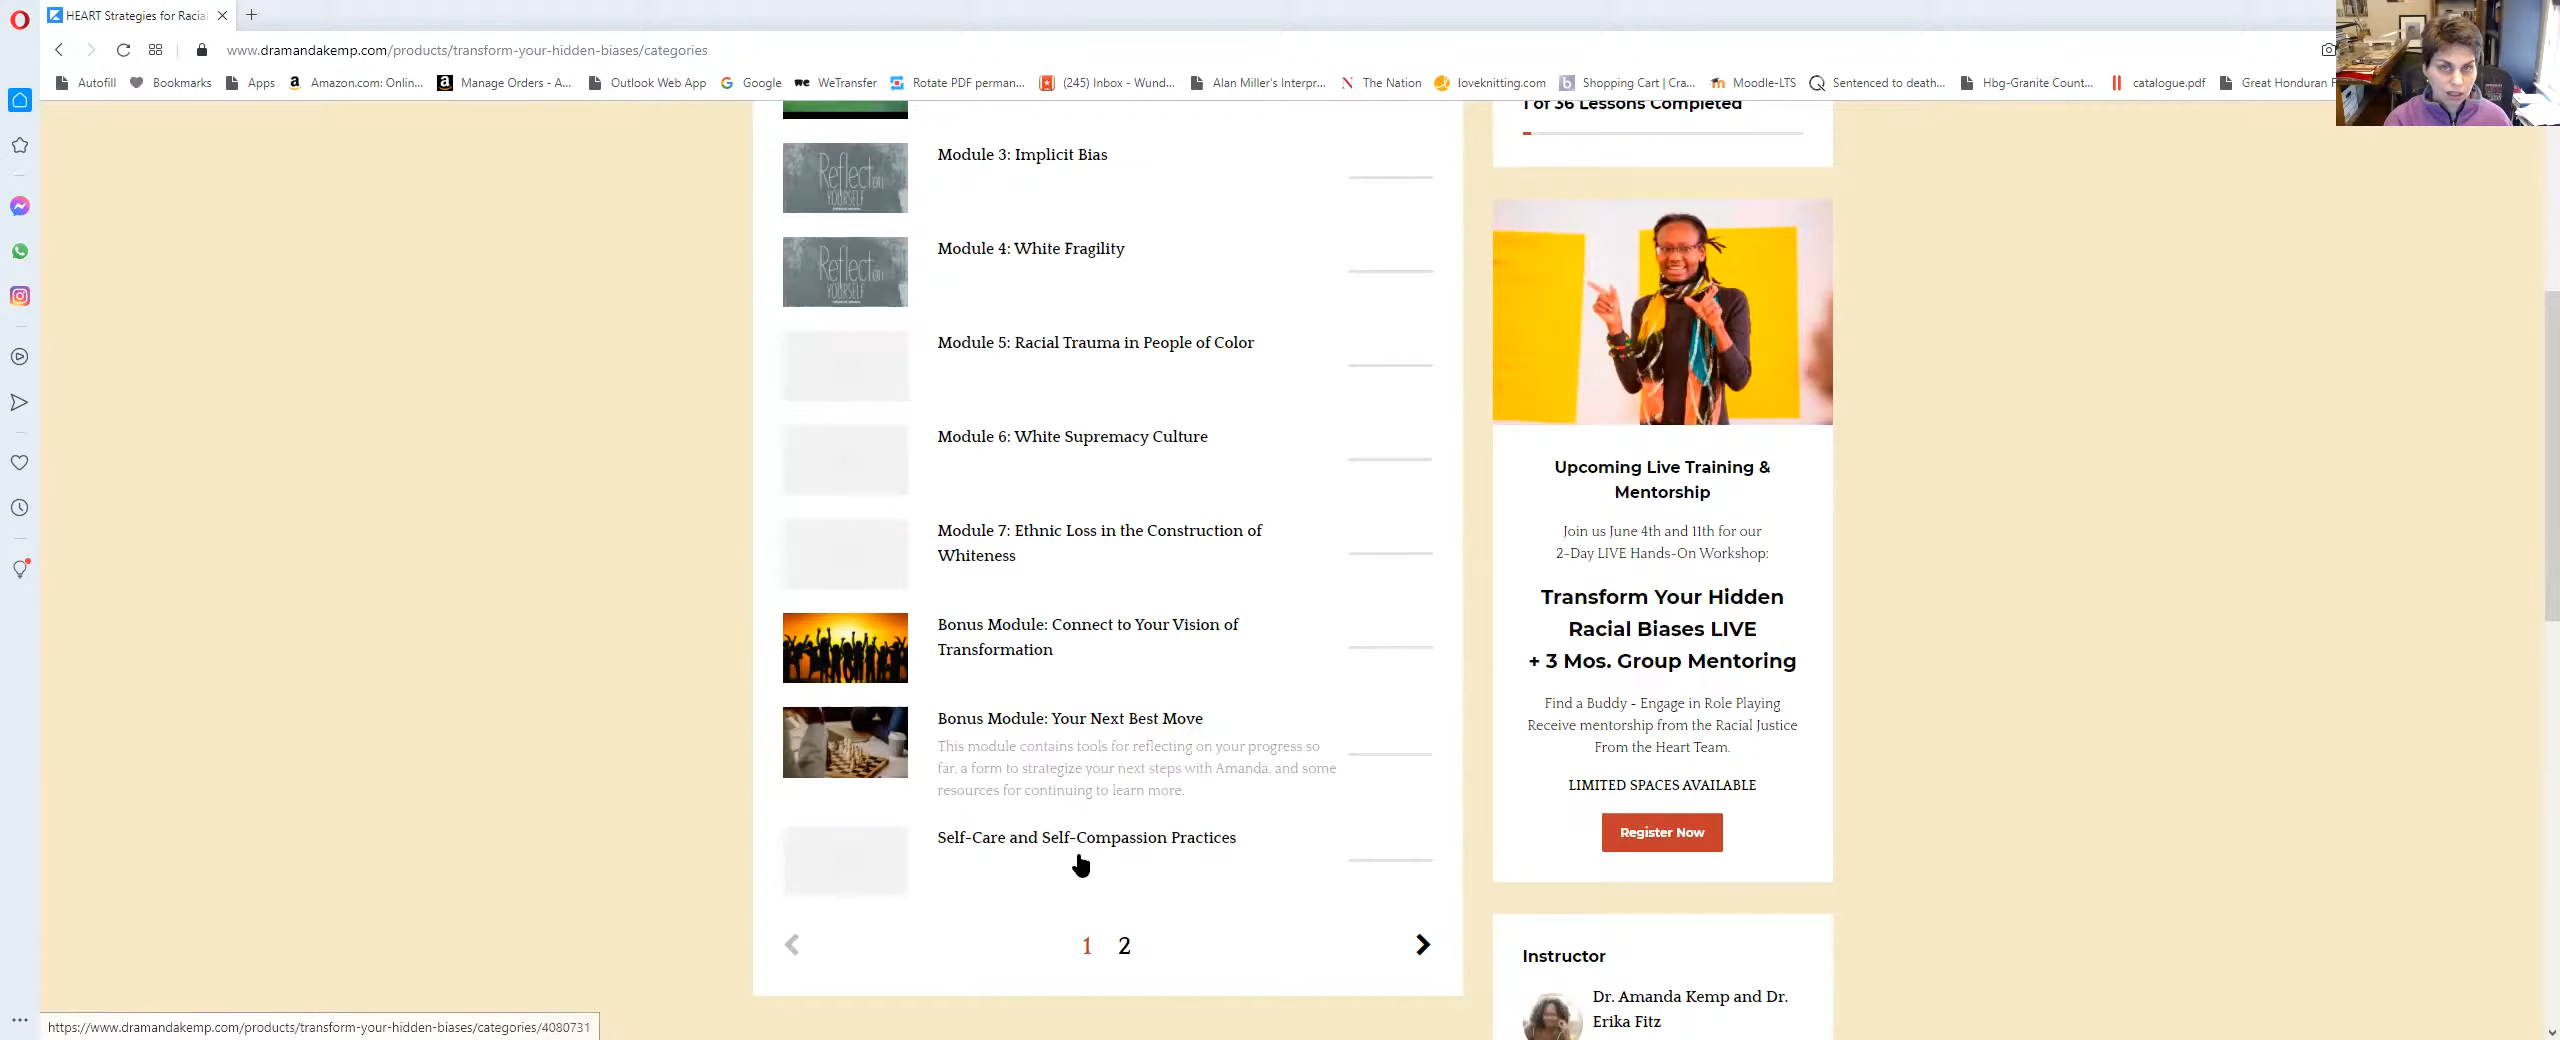 HEART Strategies for Racia
www.dramandakemp.com/products/transform-your-hidden-biases/categories
Autofill
Bookmarks
Apps
Amazon.com: Onlin...
Manage Orders - A...
Outlook Web App
Google
WeTransfer
Rotate PDF perman...
(245) Inbox - Wund...
Alan Miller's Interpr...
The Nation
loveknitting.com
Shopping Cart | Cra...
Moodle-LTS
Sentenced to death...
Hbg-Granite Count...
catalogue.pdf
Great Honduran F
1 of 36 Lessons Completed
Reflect on
YOURSELF
Module 3: Implicit Bias
Reflect on
YOURSELF
Module 4: White Fragility
Module 5: Racial Trauma in People of Color
Module 6: White Supremacy Culture
Module 7: Ethnic Loss in the Construction of
Whiteness
Bonus Module: Connect to Your Vision of
Transformation
Bonus Module: Your Next Best Move
This module contains tools for reflecting on your progress so
far, a form to strategize your next steps with Amanda, and some
resources for continuing to learn more.
Self-Care and Self-Compassion Practices
1 2
Upcoming Live Training &
Mentorship
Join us June 4th and 11th for our
2-Day LIVE Hands-On Workshop:
Transform Your Hidden
Racial Biases LIVE
+ 3 Mos. Group Mentoring
Find a Buddy - Engage in Role Playing
Receive mentorship from the Racial Justice
From the Heart Team.
LIMITED SPACES AVAILABLE
Register Now
Instructor
Dr. Amanda Kemp and Dr.
Erika Fitz
https://www.dramandakemp.com/products/transform-your-hidden-biases/categories/4080731